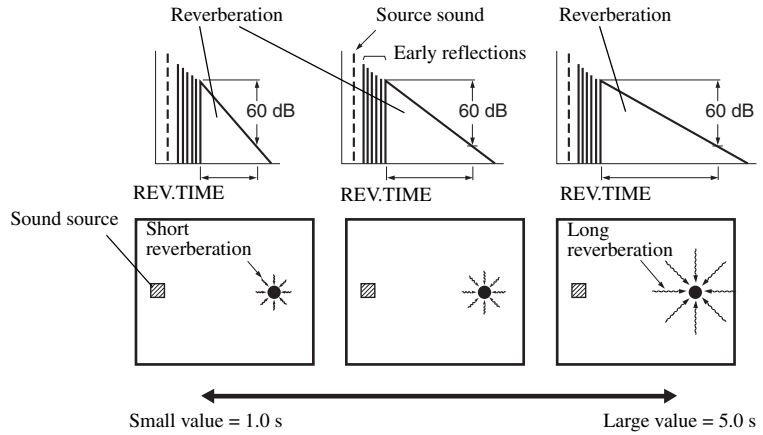 Reverberation
Source sound
Reverberation
Early reflections
60 dB
60 dB
60 dB
REV.TIME
REV.TIME
REV.TIME
Sound source
Short
reverberation
Long
reverberation
Small value = 1.0 s
Large value = 5.0 s